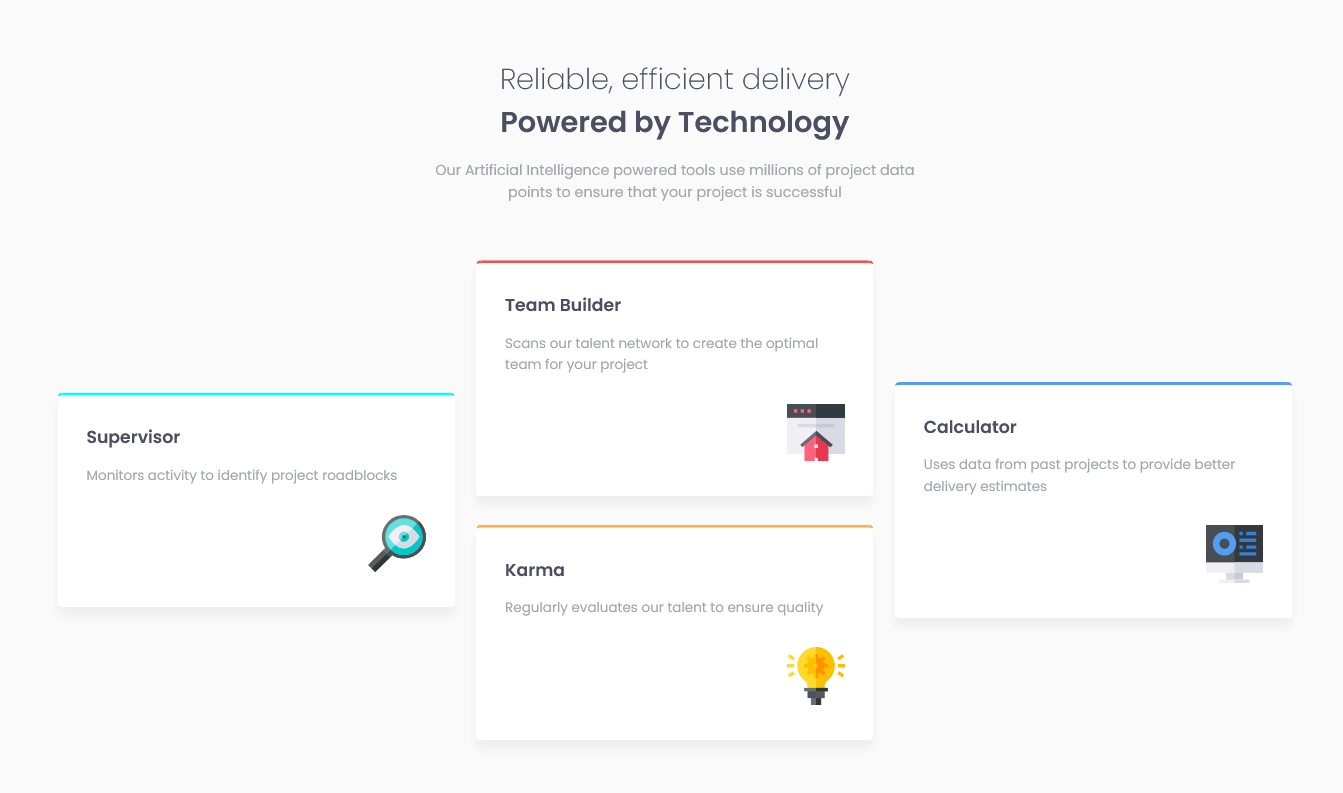 Reliable, efficient delivery
Powered by Technology
Our Artificial Intelligence powered tools use millions of project data
points to ensure that your project is successful
Supervisor
Monitors activity to identify project roadblocks
Team Builder
Scans our talent network to create the optimal
team for your project
Karma
Regularly evaluates our talent to ensure quality
Calculator
Uses data from past projects to provide better
delivery estimates